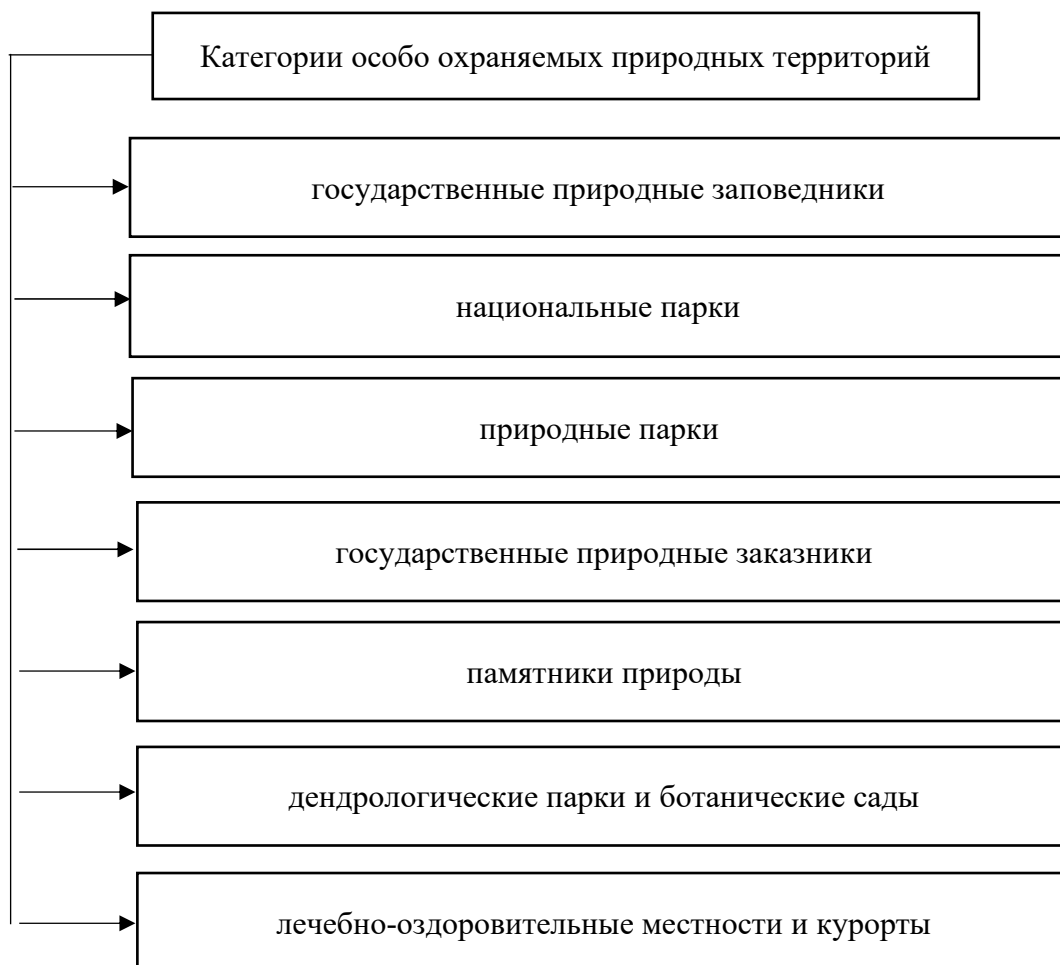 Категории особо охраняемых природных территорий
государственные природные заповедники
национальные парки
природные парки
государственные природные заказники
памятники природы
дендрологические парки и ботанические сады
лечебно-оздоровительные местности и курорты